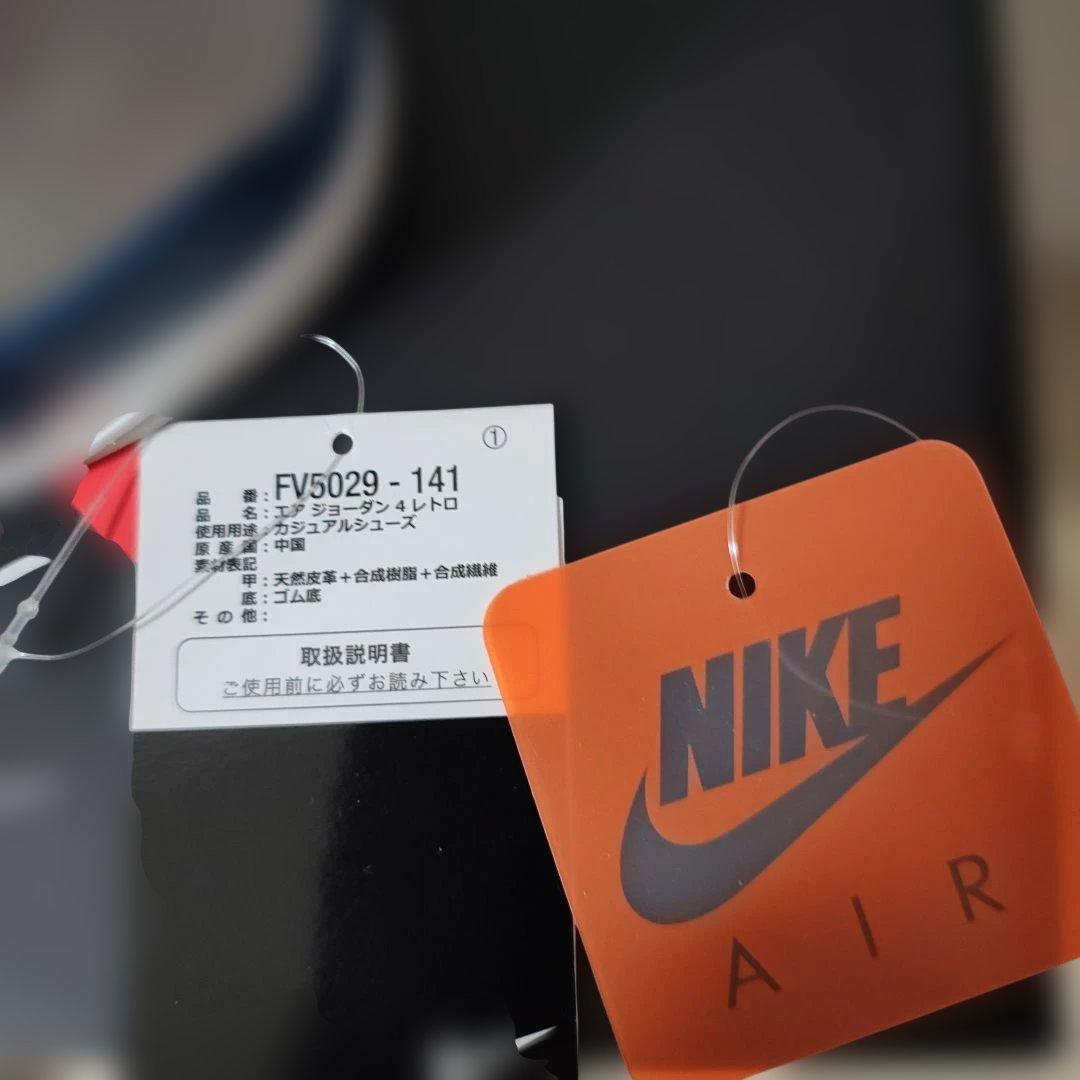 ①
品 番:FV5029-141
品 名:エア ジョーダン 4 レトロ
使用用途:カジュアルシューズ
原産国:中国
素材表記
甲:天然皮革+合成樹脂+合成繊維
底:ゴム底
その他:
取扱説明書
ご使用前に必ずお読み下さい
NIKE
AIR